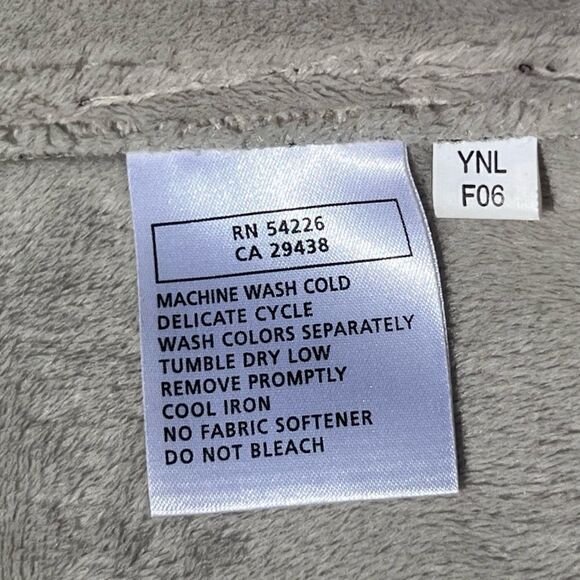 YNL
F06
RN 54226
CA 29438
MACHINE WASH COLD
DELICATE CYCLE
WASH COLORS SEPARATELY
TUMBLE DRY LOW
REMOVE PROMPTLY
COOL IRON
NO FABRIC SOFTENER
DO NOT BLEACH